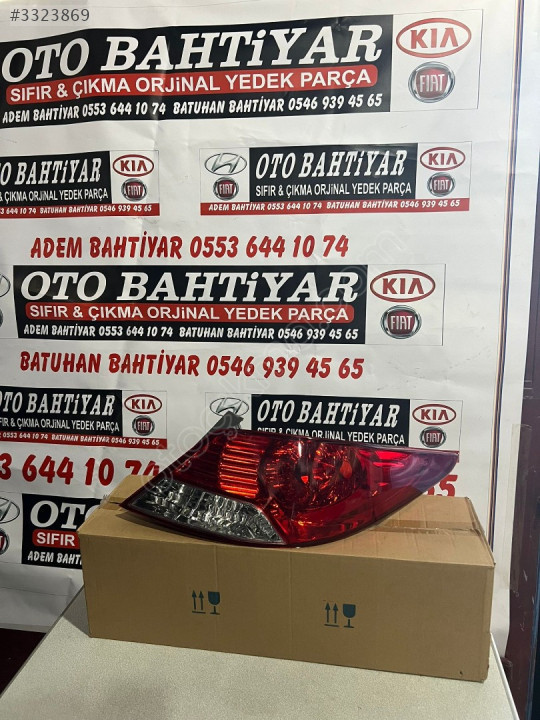 #3323869
OTO BAHTİYAR
SIFIR & ÇIKMA ORJİNAL YEDEK PARÇA
ADEM BAHTİYAR 0553 644 10 74 BATUHAN BAHTİYAR 0546 939 45 65
KIA
FIAT
OTO BAHTİYAR
& ÇIKMA ORJİNAL YEDEK PARÇA
3 644 10 74 BATUHAN BAHTİYAR 0546 939 45 65
KIA
FIAT
OTO BAHTİYAR
SIFIR & ÇIKMA ORJİNAL YEDEK PARÇA
ADEM BAHTİYAR 0553 644 10 74 BATUHAN BAHTİYAR 0546 939 45 65
KIA
FIAT
ADEM BAHTİYAR 0553 644 10 74
OTO BAHTİYAR
SIFIR & ÇIKMA ORJİNAL YEDEK PARÇA
ADEM BAHTİYAR 0553 644 10 74 BATUHAN BAHTİYAR 0546 939 45 65
KIA
FIAT
BATUHAN BAHTİYAR 0546 939 45 65
OTO BAHTİYAR
& ÇIKMA ORJİNAL YEDEK PARÇA
0553 644 10 74 BATUHAN BAHTİYAR 0546 939 45 65
KIA
FIAT
OTO BAHTİYAR
SIFIR & ÇIKMA ORJİNAL YEDEK PARÇA
KIA
FIAT
53 644 10 74
OTO BAH
SIFIR & ÇIKMA OR
ADEM BAHTİYAR 0553